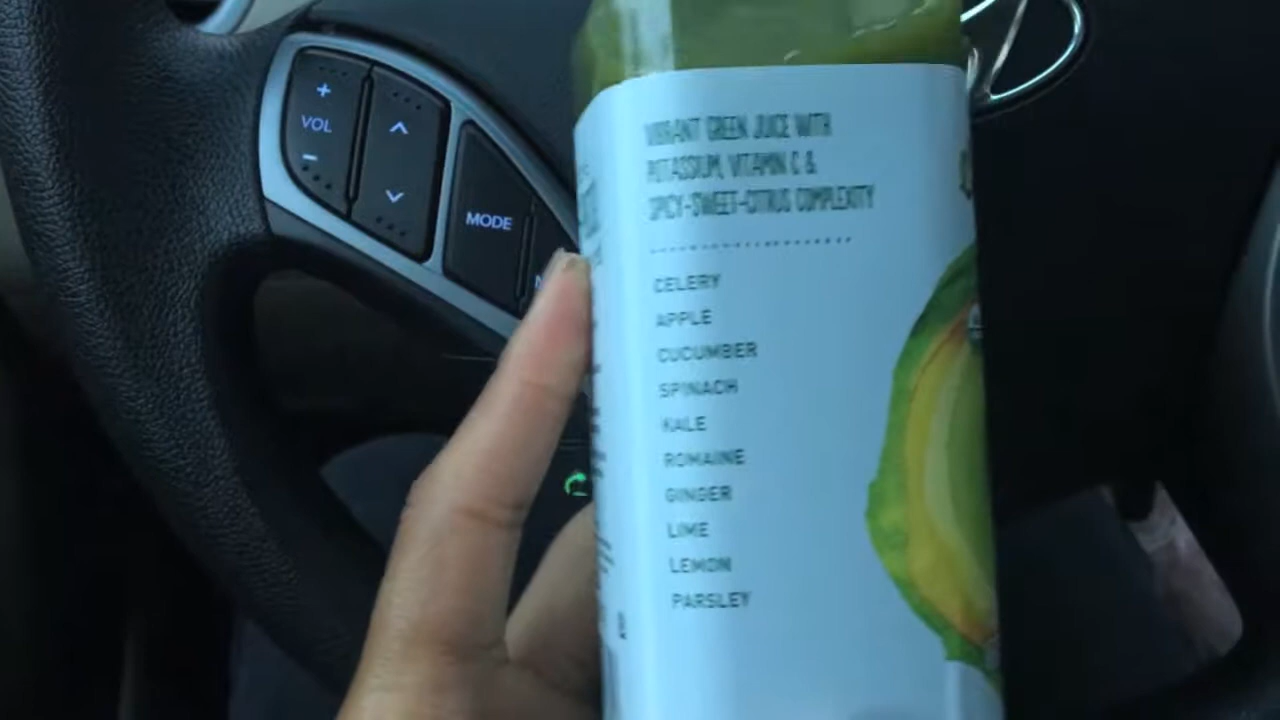 +
VOL
-
MODE
VIBRANT GREEN JUICE WITH
POTASSIUM, VITAMIN C &
SPICY-SWEET-CITRUS COMPLEXITY
CELERY
APPLE
CUCUMBER
SPINACH
KALE
ROMAINE
GINGER
LIME
LEMON
PARSLEY